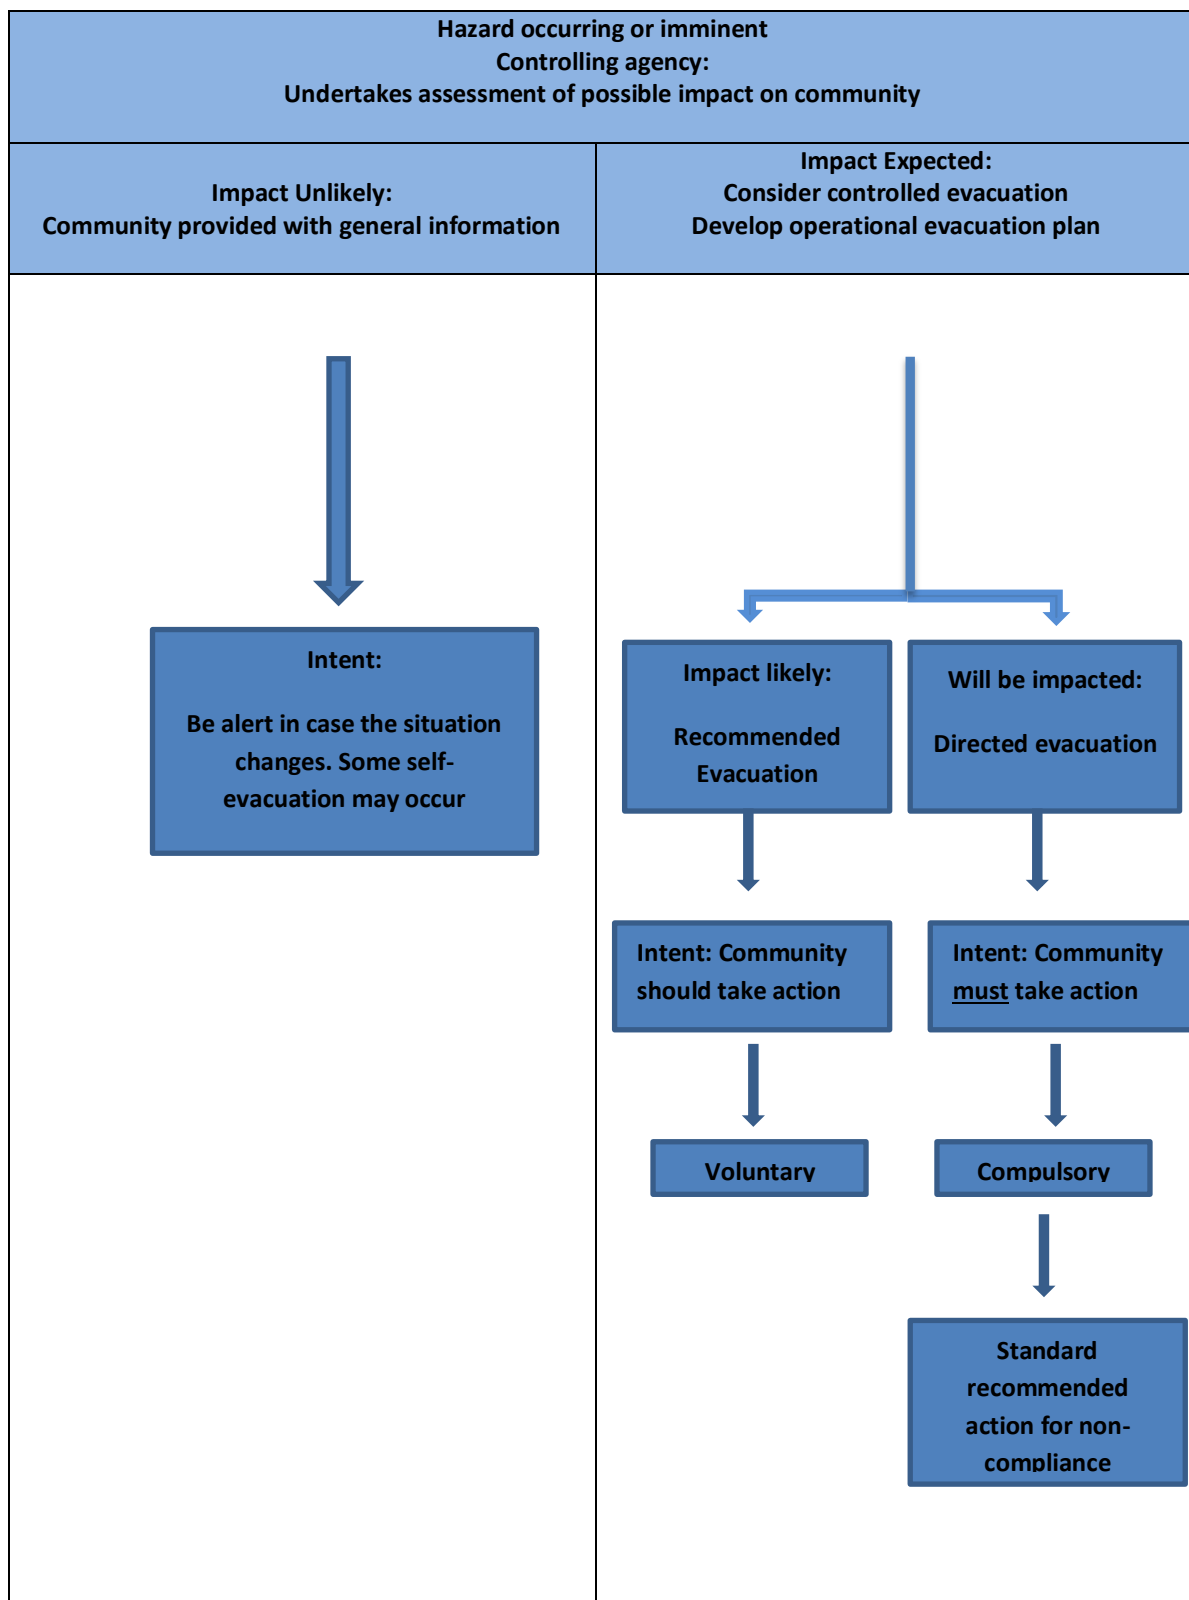 Hazard occurring or imminent
Controlling agency:
Undertakes assessment of possible impact on community
Impact Unlikely:
Community provided with general information
Impact Expected:
Consider controlled evacuation
Develop operational evacuation plan
Intent:
Be alert in case the situation
changes. Some self-
evacuation may occur
Impact likely:
Recommended
Evacuation
Will be impacted:
Directed evacuation
Intent: Community
should take action
Intent: Community
must take action
Voluntary
Compulsory
Standard
recommended
action for non-
compliance